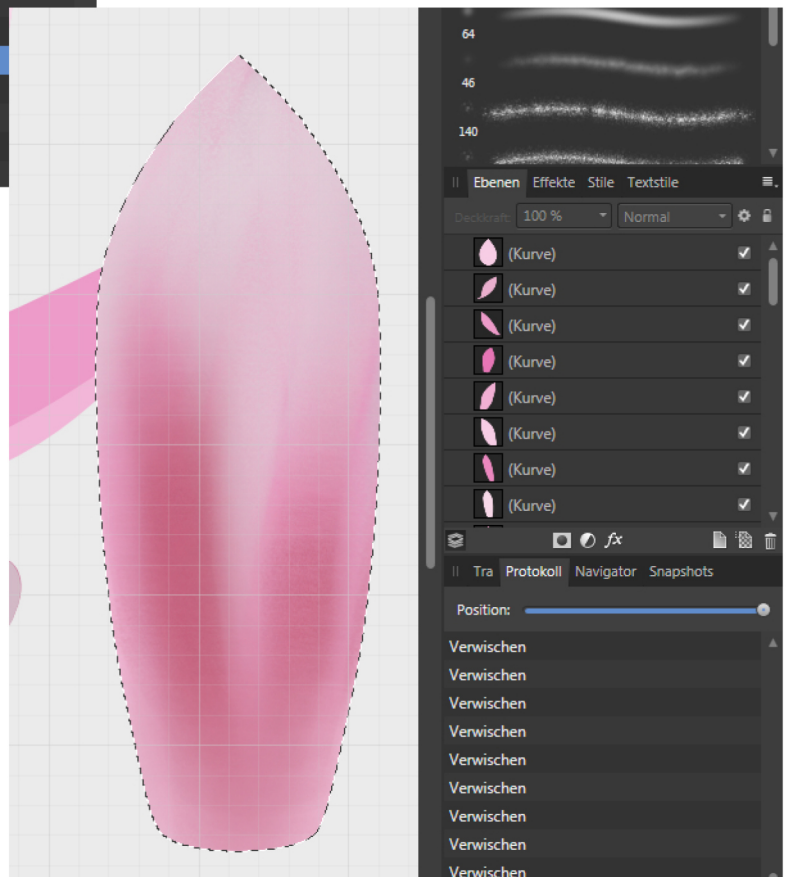 64
46
140
Ebenen Effekte Stile Textstile
Deckkraft: 100 % Normal
(Kurve)
(Kurve)
(Kurve)
(Kurve)
(Kurve)
(Kurve)
(Kurve)
(Kurve)
fx
Tra Protokoll Navigator Snapshots
Position:
Verwischen
Verwischen
Verwischen
Verwischen
Verwischen
Verwischen
Verwischen
Verwischen
Verwischen